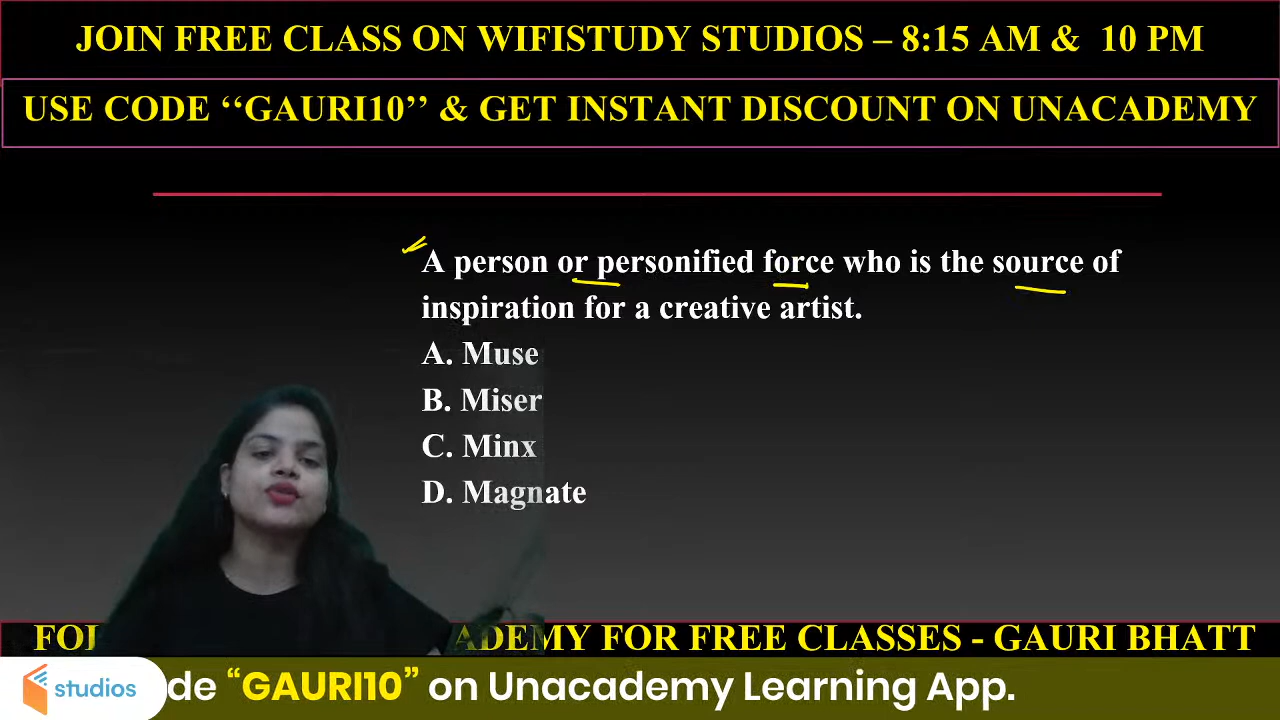 JOIN FREE CLASS ON WIFISTUDY STUDIOS – 8:15 AM & 10 PM
USE CODE ‘‘GAURI10’’ & GET INSTANT DISCOUNT ON UNACADEMY
A person or personified force who is the source of
inspiration for a creative artist.
A. Muse
B. Miser
C. Minx
D. Magnate
FOR FREE CLASSES - GAURI BHATT
studios
“GAURI10” on Unacademy Learning App.